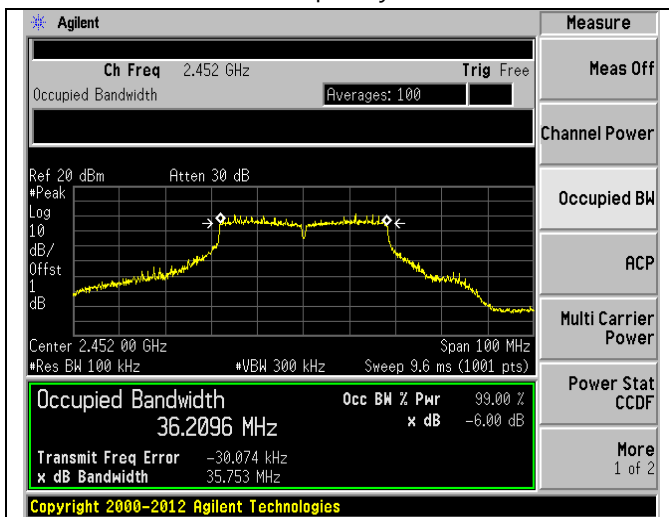 Agilent
Measure
Ch Freq 2.452 GHz Trig Free
Occupied Bandwidth Averages: 100
Meas Off
Channel Power
Occupied BW
ACP
Multi Carrier
Power
Power Stat
CCDF
More
1 of 2
Ref 20 dBm Atten 30 dB
#Peak
Log
10
dB/
Offst
1
dB
Center 2.452 00 GHz Span 100 MHz
#Res BW 100 kHz #VBW 300 kHz Sweep 9.6 ms (1001 pts)
Occupied Bandwidth Occ BW % Pwr 99.00 %
36.2096 MHz x dB -6.00 dB
Transmit Freq Error -30.074 kHz
x dB Bandwidth 35.753 MHz
Copyright 2000-2012 Agilent Technologies